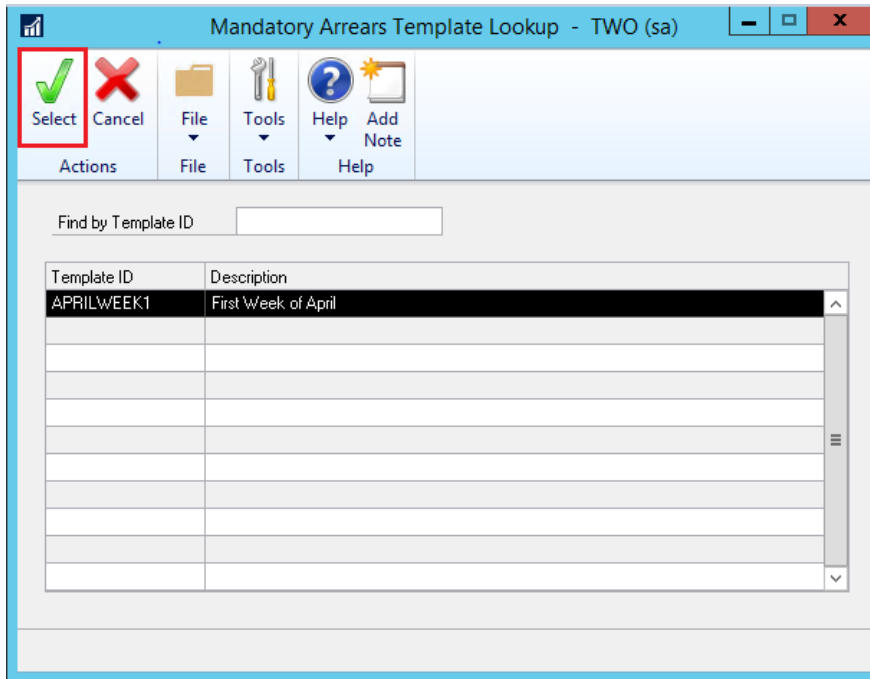 Mandatory Arrears Template Lookup - TWO (sa)
Select Cancel File Tools Help Add Note
Actions File Tools Help
Find by Template ID
Template ID Description
APRILWEEK1 First Week of April